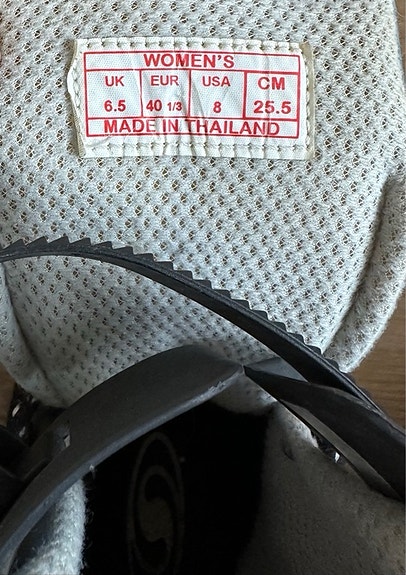 WOMEN'S
UK EUR USA CM
6.5 40 1/3 8 25.5
MADE IN THAILAND